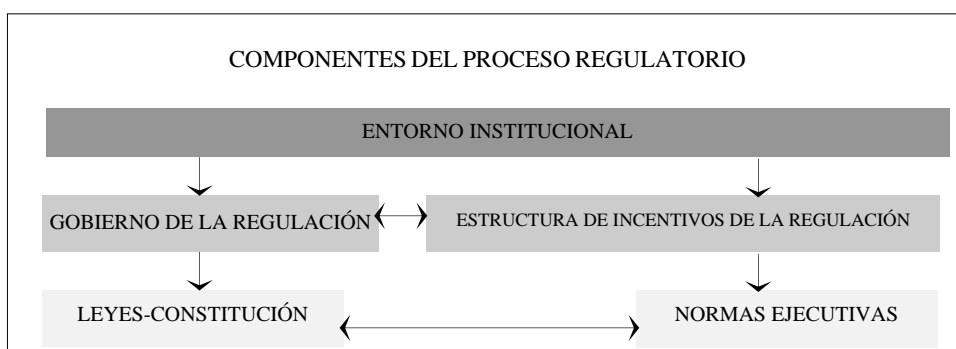 COMPONENTES DEL PROCESO REGULATORIO
ENTORNO INSTITUCIONAL
GOBIERNO DE LA REGULACIÓN
ESTRUCTURA DE INCENTIVOS DE LA REGULACIÓN
LEYES-CONSTITUCIÓN
NORMAS EJECUTIVAS